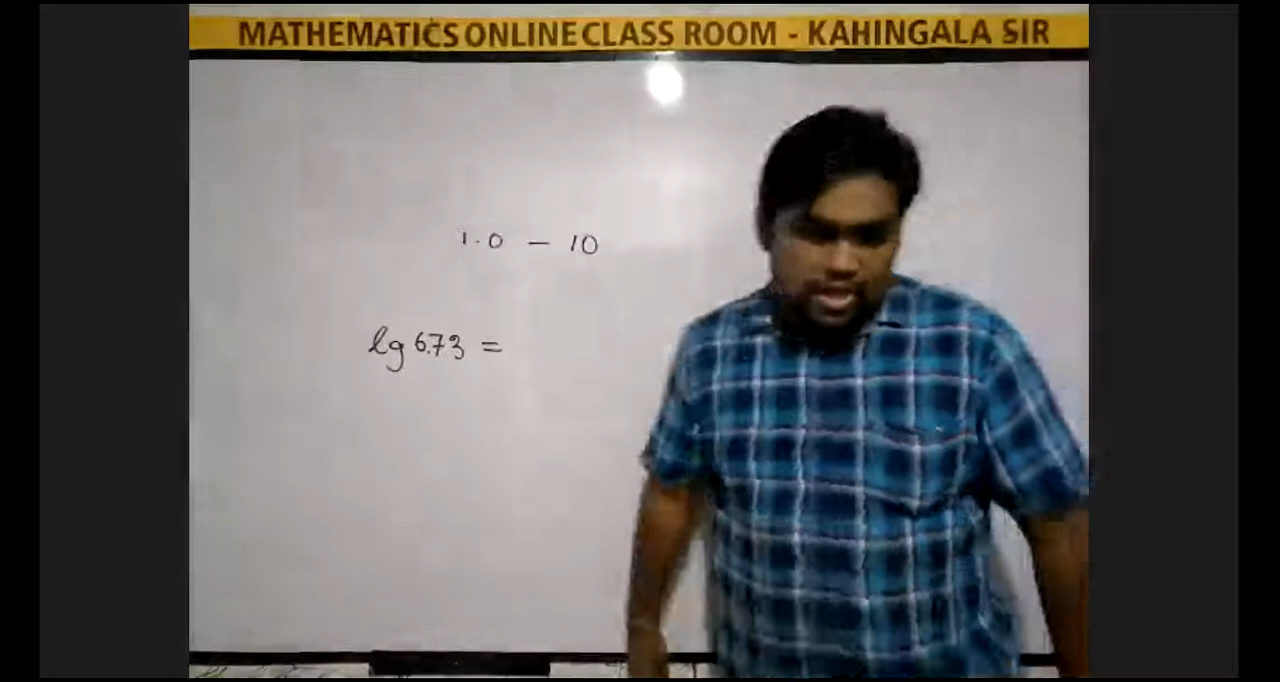 MATHEMATICS ONLINE CLASS ROOM - KAHINGALA SIR
1.0 – 10
lg 6.73 =